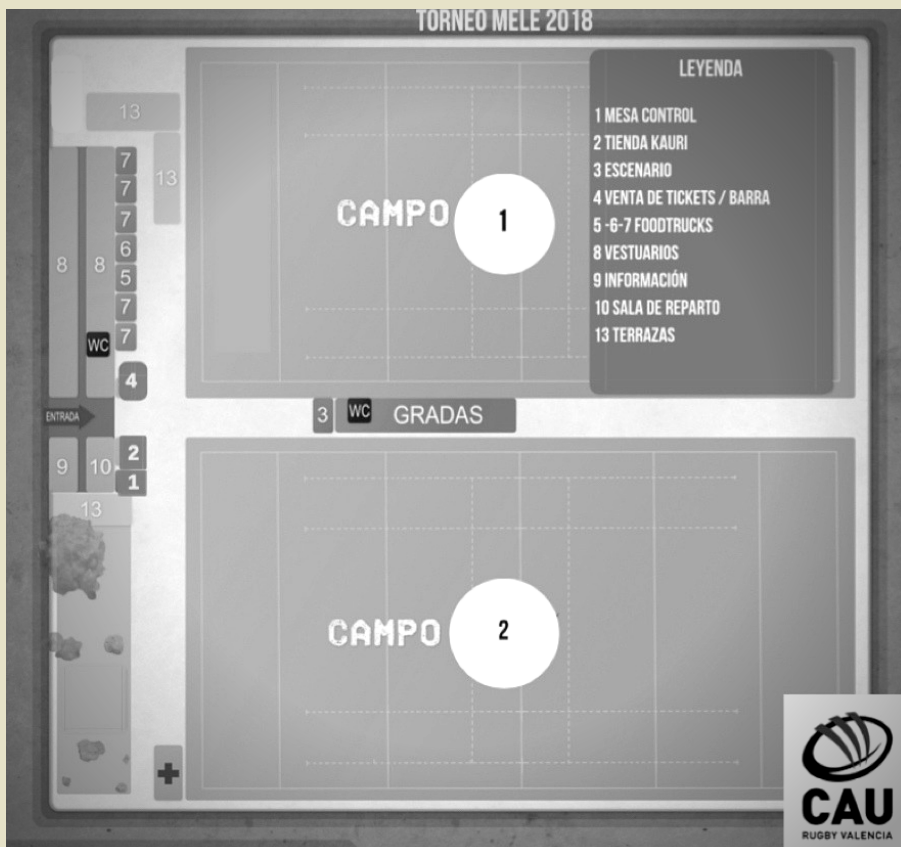 TORNEO MELE 2018
LEYENDA
1 MESA CONTROL
2 TIENDA KAURI
3 ESCENARIO
4 VENTA DE TICKETS / BARRA
5 -6-7 FOODTRUCKS
8 VESTUARIOS
9 INFORMACIÓN
10 SALA DE REPARTO
13 TERRAZAS
13
13
7
7
7
6
5
7
7
8
8
WC
4
ENTRADA
CAMPO 1
3 WC GRADAS
9
10
2
1
13
CAMPO 2
CAU
RUGBY VALENCIA